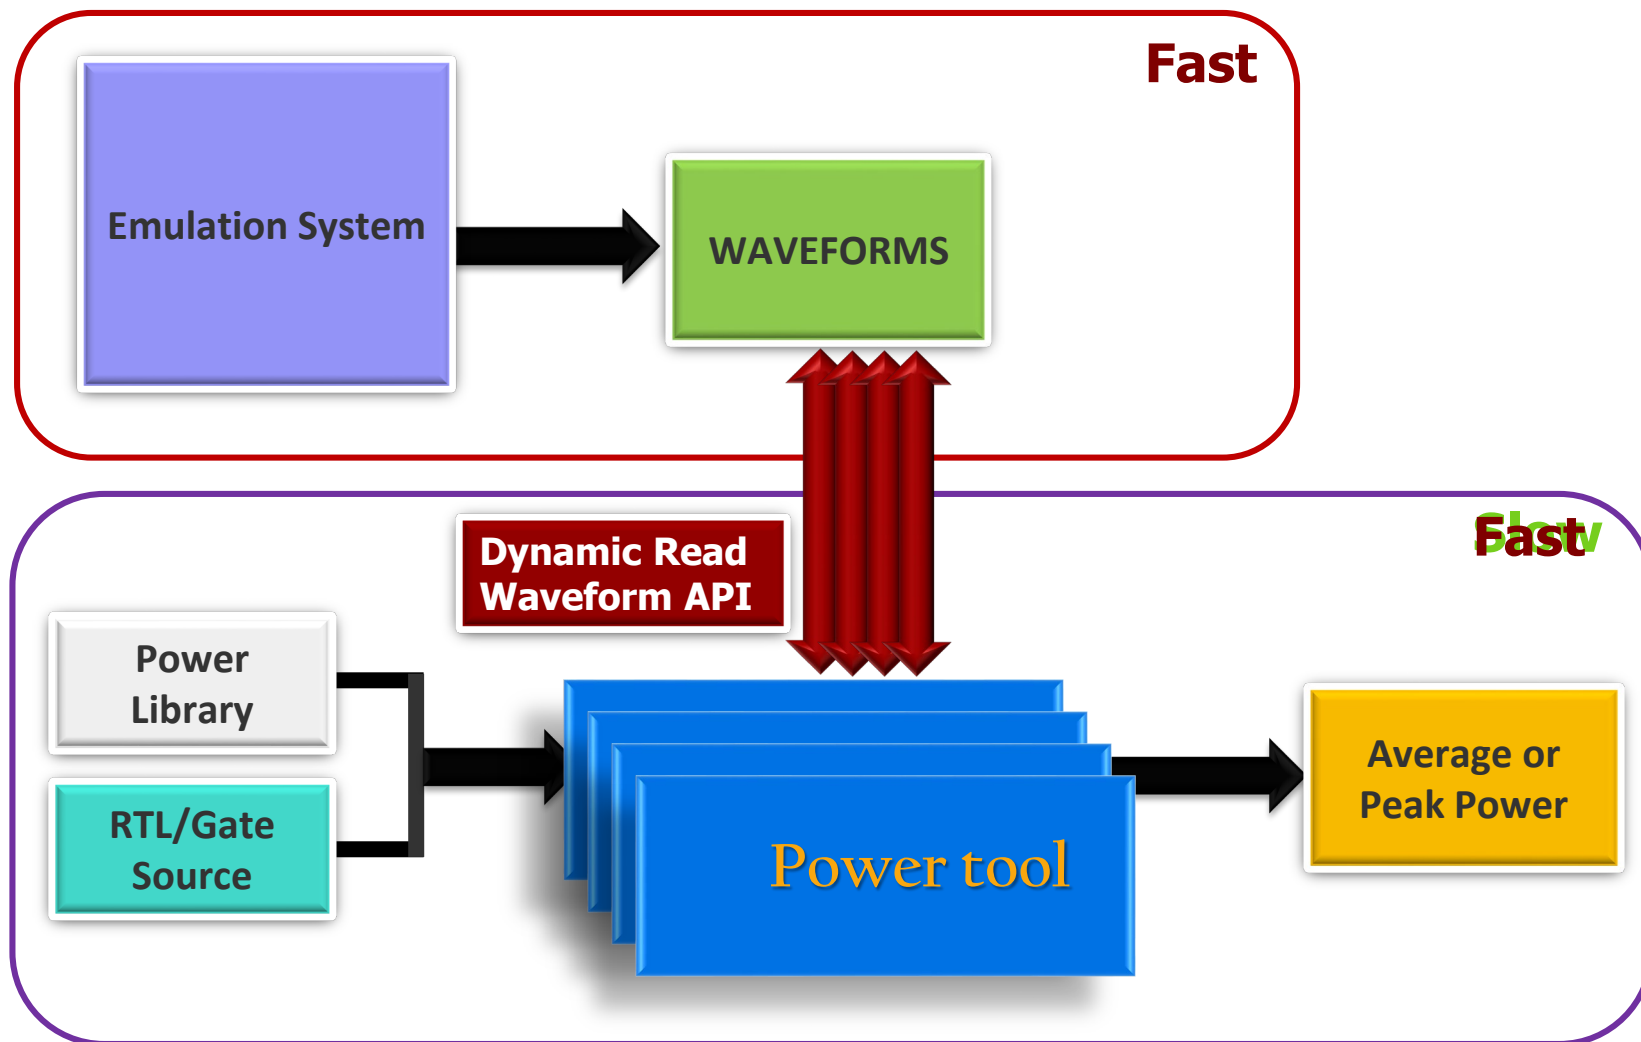 Fast
Emulation System
WAVEFORMS
Slow
Fast
Dynamic Read
Waveform API
Power
Library
RTL/Gate
Source
Power tool
Average or
Peak Power